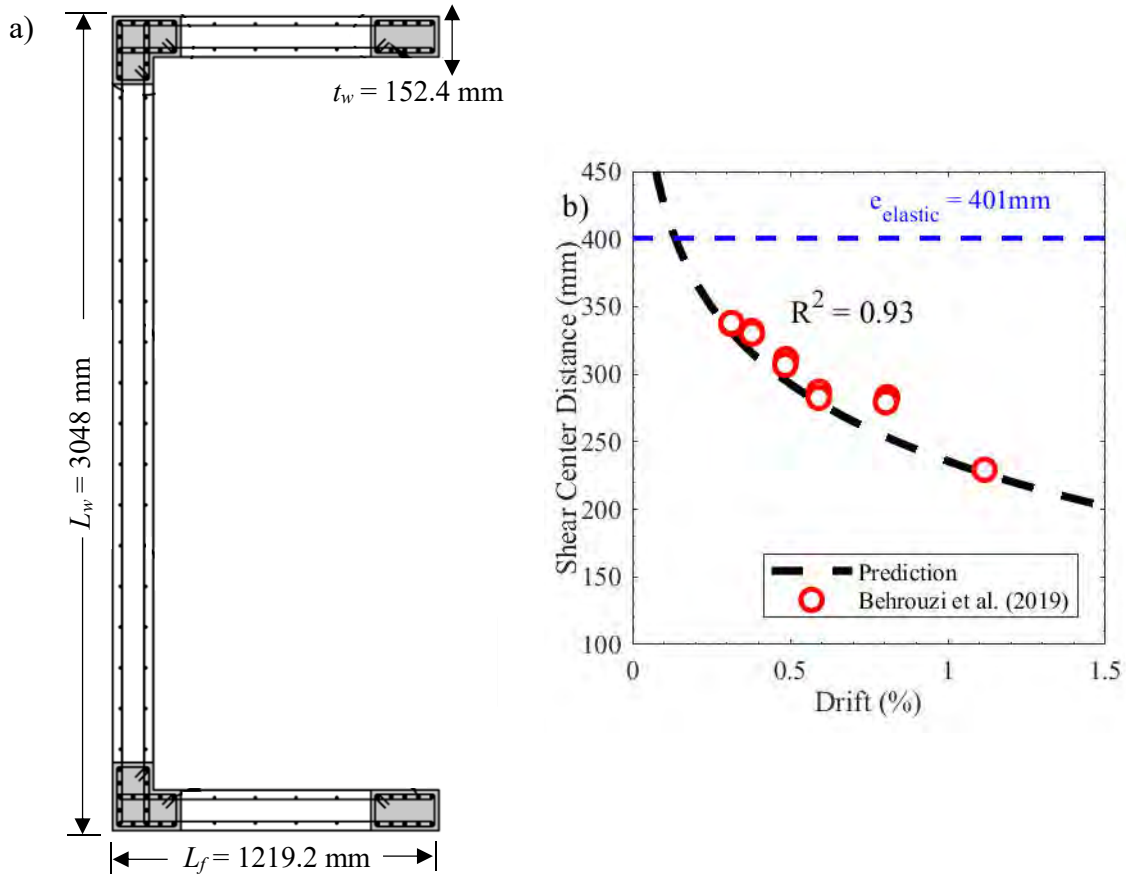 a)
t_w = 152.4 mm
L_w = 3048 mm
L_f = 1219.2 mm
b)
e_elastic = 401mm
R^2 = 0.93
Shear Center Distance (mm)
450
400
350
300
250
200
150
100
0
0.5
1
1.5
Drift (%)
Prediction
Behrouzi et al. (2019)